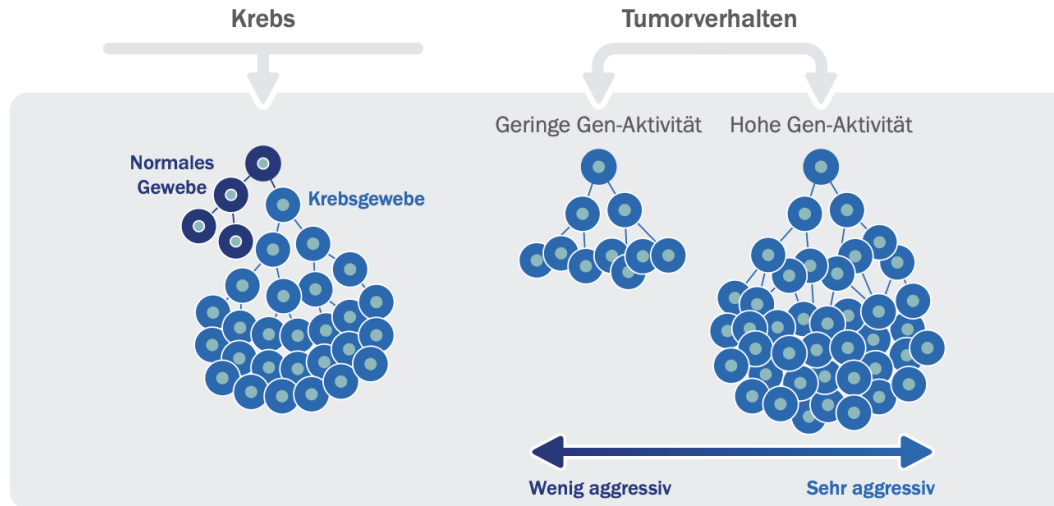 Krebs
Tumorverhalten
Geringe Gen-Aktivität
Hohe Gen-Aktivität
Normales
Gewebe
Krebsgewebe
Wenig aggressiv
Sehr aggressiv